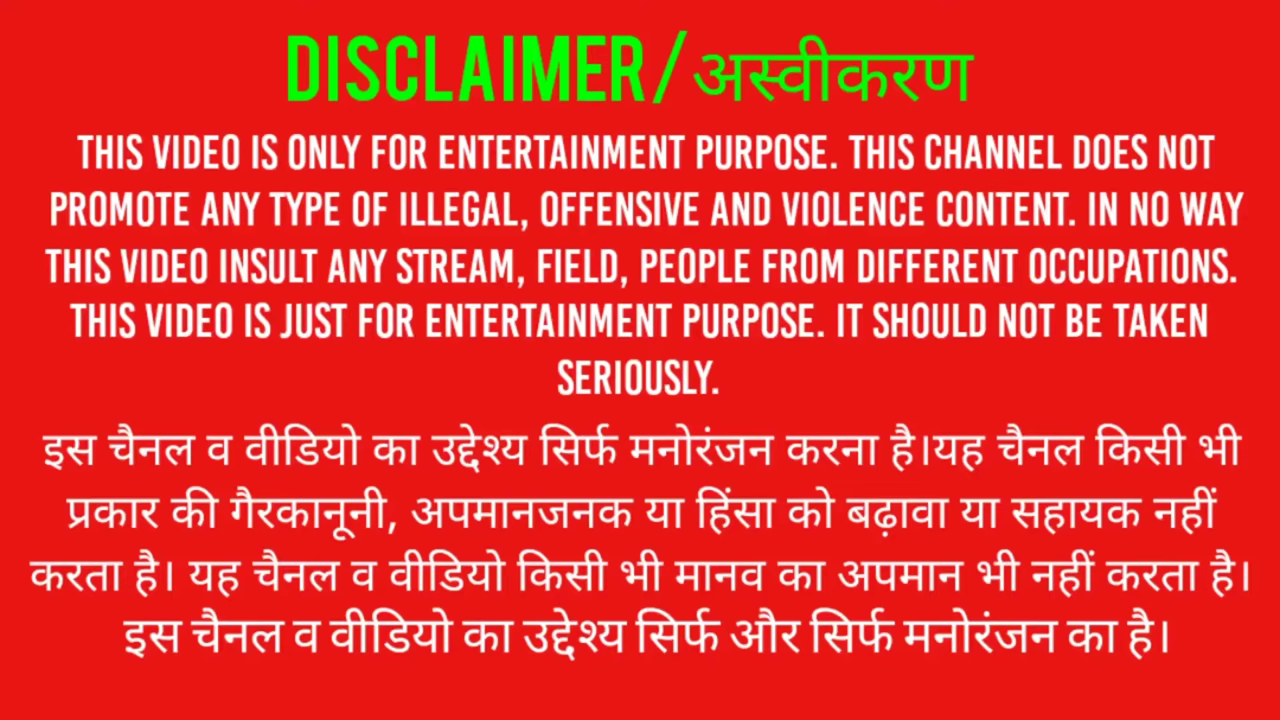 DISCLAIMER/अस्वीकरण
THIS VIDEO IS ONLY FOR ENTERTAINMENT PURPOSE. THIS CHANNEL DOES NOT
PROMOTE ANY TYPE OF ILLEGAL, OFFENSIVE AND VIOLENCE CONTENT. IN NO WAY
THIS VIDEO INSULT ANY STREAM, FIELD, PEOPLE FROM DIFFERENT OCCUPATIONS.
THIS VIDEO IS JUST FOR ENTERTAINMENT PURPOSE. IT SHOULD NOT BE TAKEN
SERIOUSLY.
इस चैनल व वीडियो का उद्देश्य सिर्फ मनोरंजन करना है।यह चैनल किसी भी
प्रकार की गैरकानूनी, अपमानजनक या हिंसा को बढ़ावा या सहायक नहीं
करता है। यह चैनल व वीडियो किसी भी मानव का अपमान भी नहीं करता है।
इस चैनल व वीडियो का उद्देश्य सिर्फ और सिर्फ मनोरंजन का है।